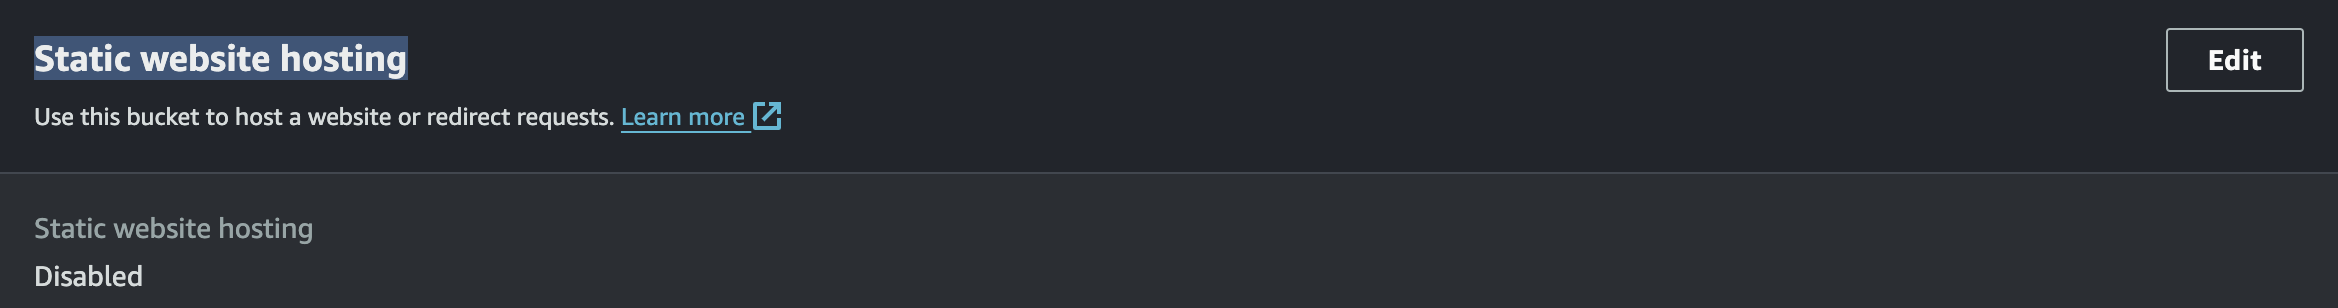 Static website hosting
Edit
Use this bucket to host a website or redirect requests. Learn more
Static website hosting
Disabled